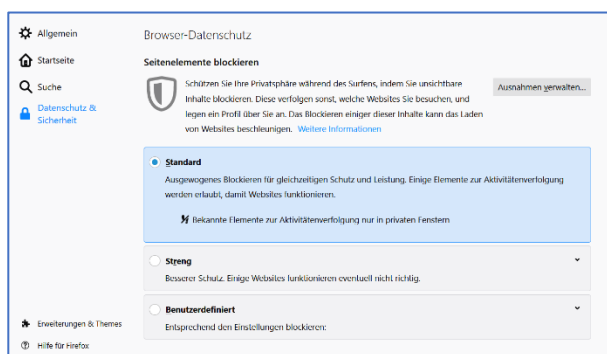 Allgemein
Startseite
Suche
Datenschutz &
Sicherheit
Erweiterungen & Themes
Hilfe für Firefox
Browser-Datenschutz
Seitenelemente blockieren
Schützen Sie Ihre Privatsphäre während des Surfens, indem Sie unsichtbare
Inhalte blockieren. Diese verfolgen sonst, welche Websites Sie besuchen, und
legen ein Profil über Sie an. Das Blockieren einiger dieser Inhalte kann das Laden
von Websites beschleunigen. Weitere Informationen
Ausnahmen verwalten...
Standard
Ausgewogenes Blockieren für gleichzeitigen Schutz und Leistung. Einige Elemente zur Aktivitätenverfolgung
werden erlaubt, damit Websites funktionieren.
Bekannte Elemente zur Aktivitätenverfolgung nur in privaten Fenstern
Streng
Besserer Schutz. Einige Websites funktionieren eventuell nicht richtig.
Benutzerdefiniert
Entsprechend den Einstellungen blockieren: